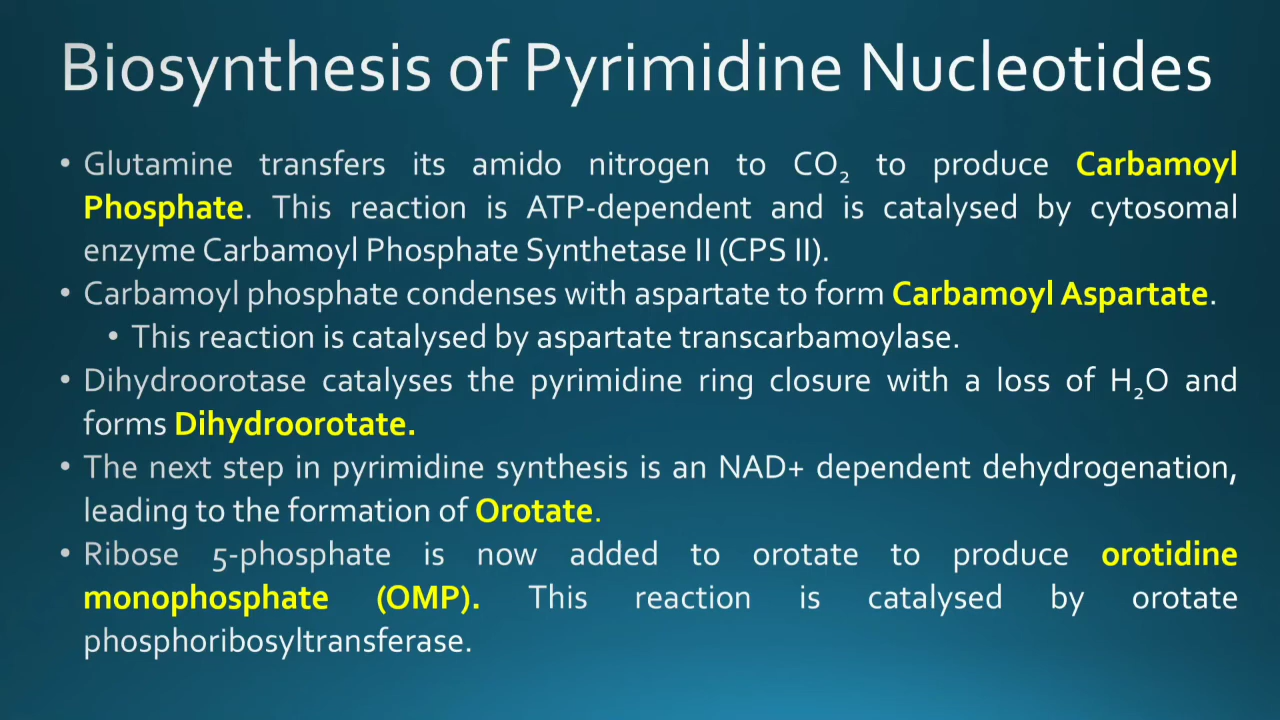 Biosynthesis of Pyrimidine Nucleotides
• Glutamine transfers its amido nitrogen to CO₂ to produce Carbamoyl
Phosphate. This reaction is ATP-dependent and is catalysed by cytosomal
enzyme Carbamoyl Phosphate Synthetase II (CPS II).
• Carbamoyl phosphate condenses with aspartate to form Carbamoyl Aspartate.
• This reaction is catalysed by aspartate transcarbamoylase.
• Dihydroorotase catalyses the pyrimidine ring closure with a loss of H₂O and
forms Dihydroorotate.
• The next step in pyrimidine synthesis is an NAD+ dependent dehydrogenation,
leading to the formation of Orotate.
• Ribose 5-phosphate is now added to orotate to produce orotidine
monophosphate (OMP). This reaction is catalysed by orotate
phosphoribosyltransferase.